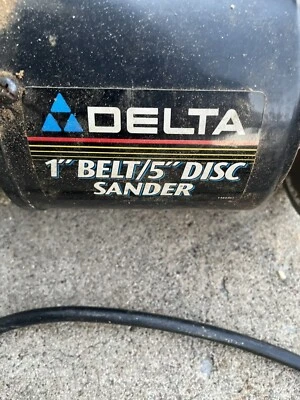 DELTA
1" BELT/5" DISC
SANDER